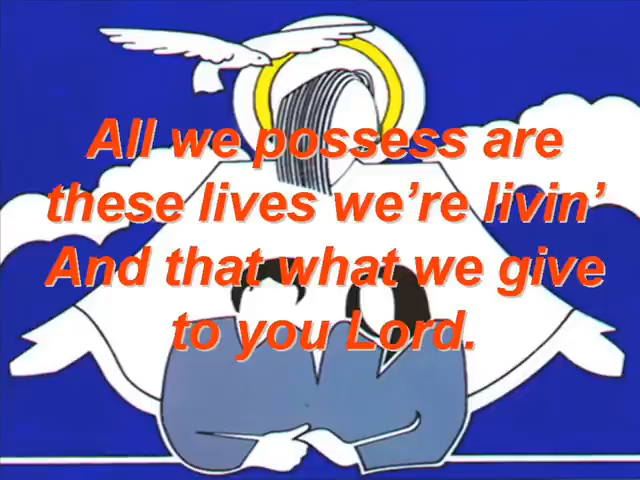 All we possess are
these lives we’re livin’
And that what we give
to you Lord.